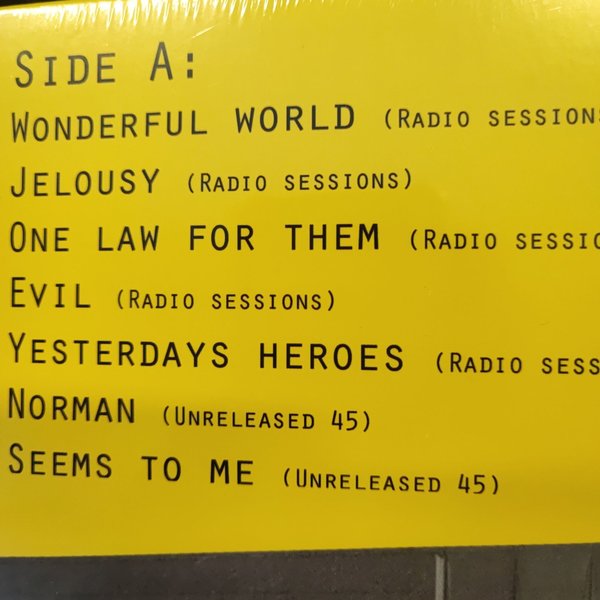 SIDE A:
WONDERFUL WORLD (RADIO SESSIONS
JELOUSY (RADIO SESSIONS)
ONE LAW FOR THEM (RADIO SESSIO
EVIL (RADIO SESSIONS)
YESTERDAYS HEROES (RADIO SESS
NORMAN (UNRELEASED 45)
SEEMS TO ME (UNRELEASED 45)